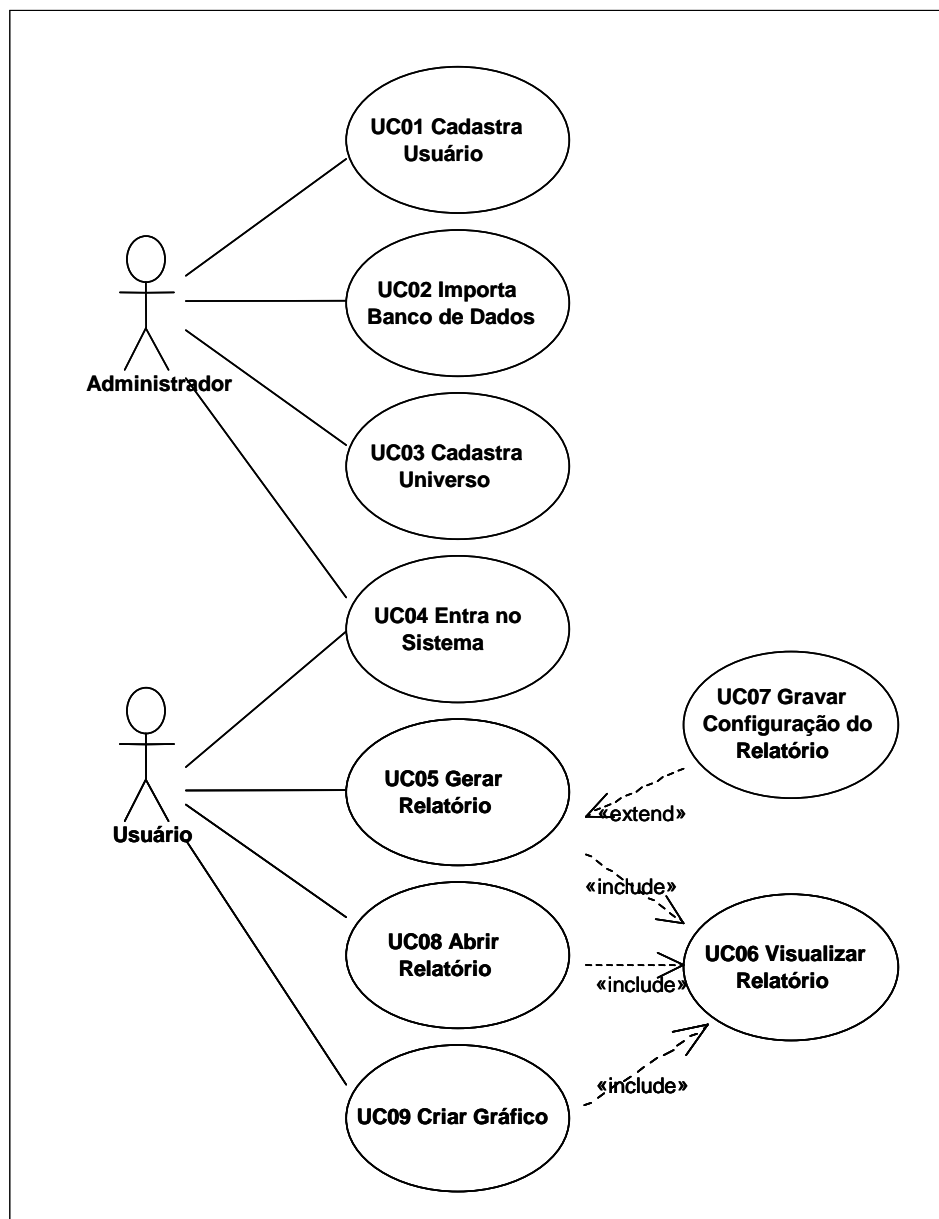 UC01 Cadastra
Usuário
UC02 Importa
Banco de Dados
Administrador
UC03 Cadastra
Universo
UC04 Entra no
Sistema
UC07 Gravar
Configuração do
Relatório
UC05 Gerar
Relatório
Usuário
«extend»
«include»
UC08 Abrir
Relatório
UC06 Visualizar
Relatório
«include»
«include»
UC09 Criar Gráfico